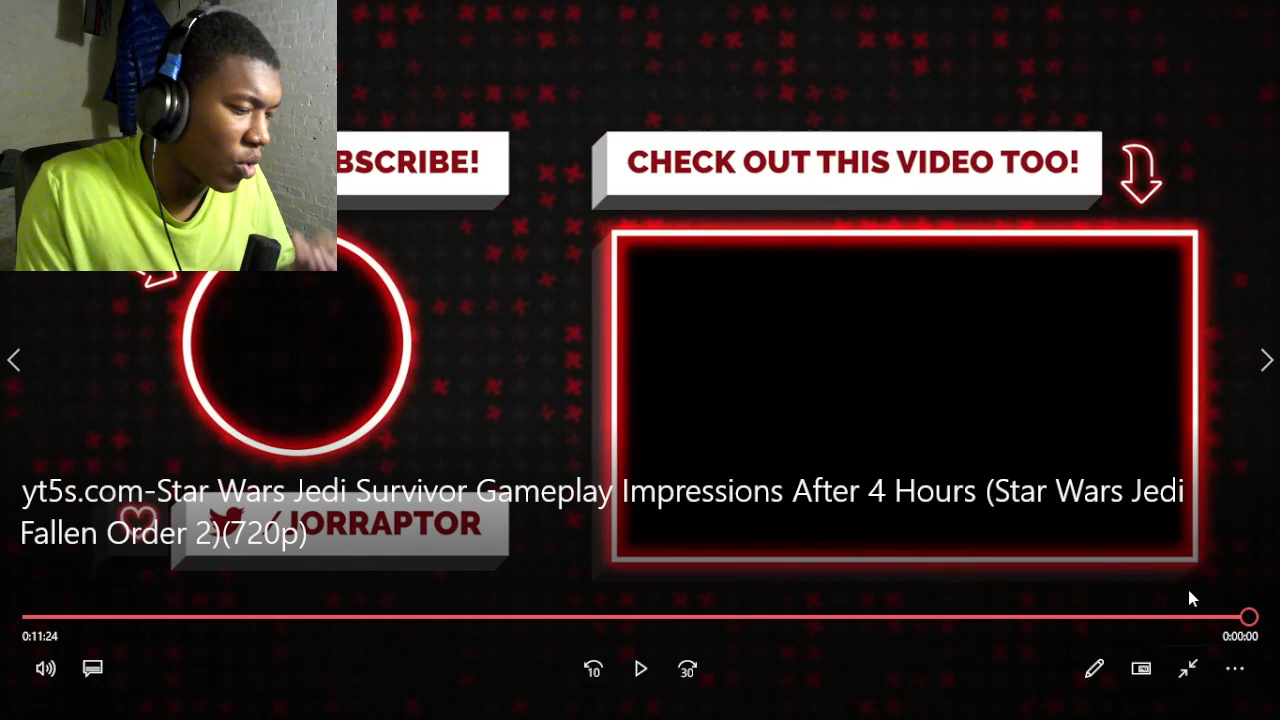 BSCRIBE!
CHECK OUT THIS VIDEO TOO!
yt5s.com-Star Wars Jedi Survivor Gameplay Impressions After 4 Hours (Star Wars Jedi
Fallen Order 2)(720p)
/JORRAPTOR
0:11:24
0:00:00
10
30